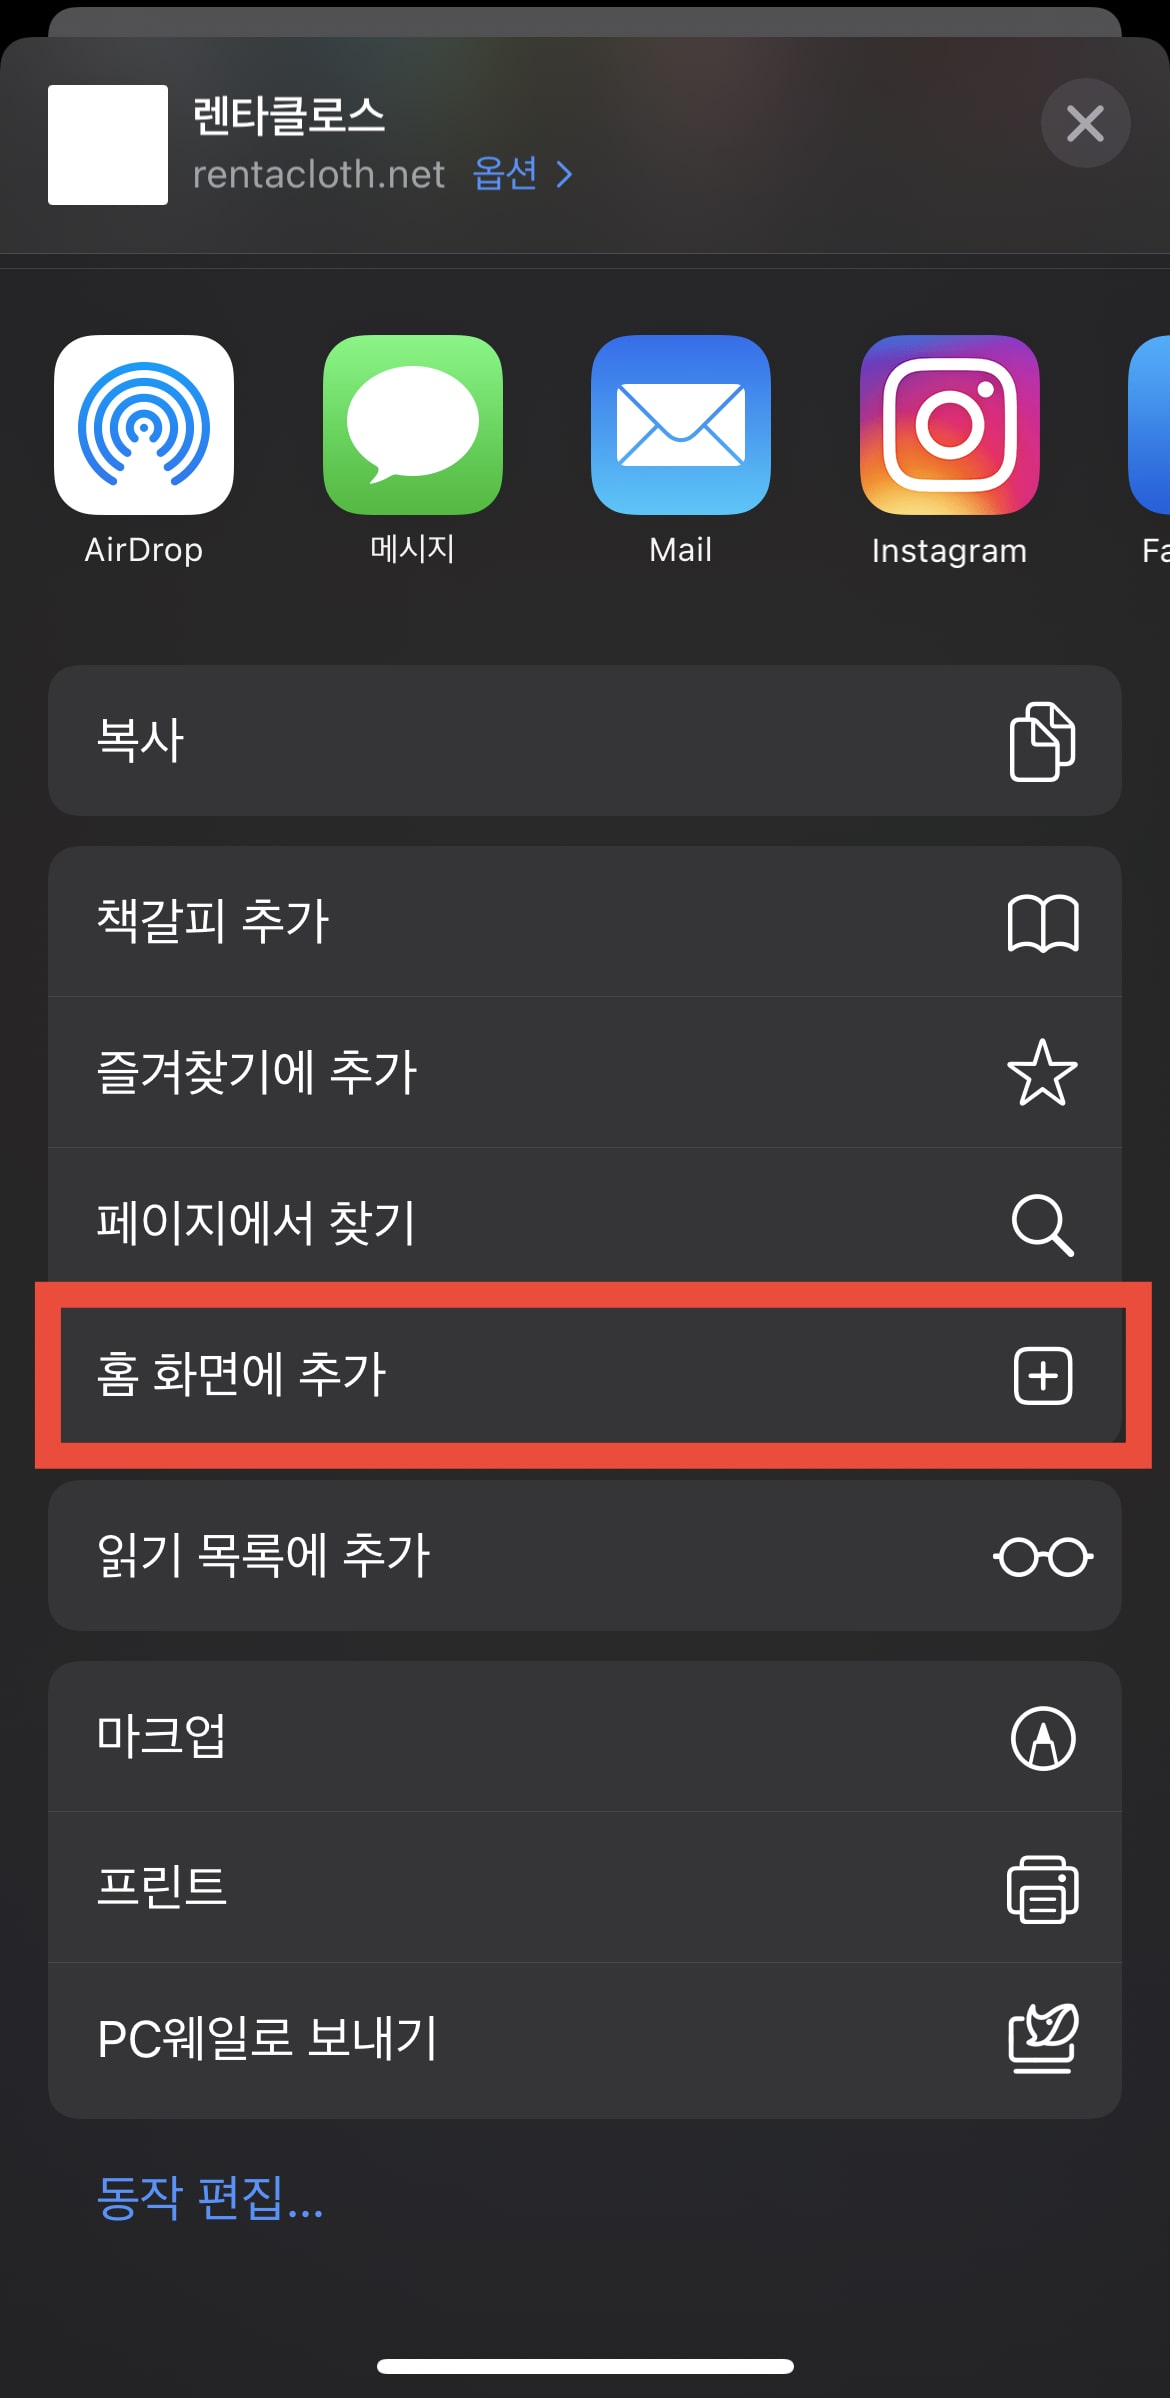 렌타클로스
rentacloth.net 옵션
AirDrop 메시지 Mail Instagram Fa
복사
책갈피 추가
즐겨찾기에 추가
페이지에서 찾기
홈 화면에 추가
읽기 목록에 추가
마크업
프린트
PC웨일로 보내기
동작 편집...